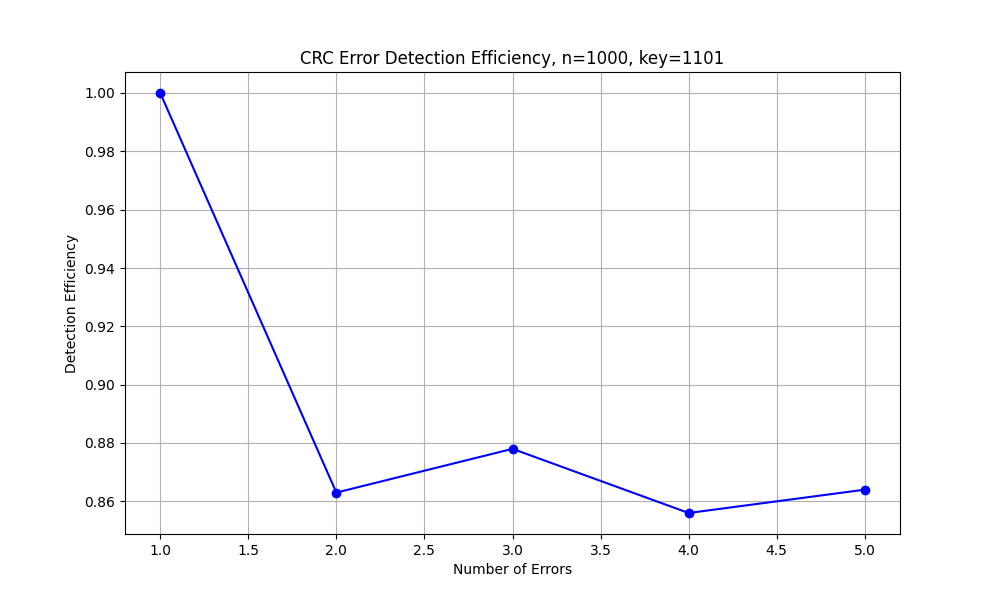 CRC Error Detection Efficiency, n=1000, key=1101
Detection Efficiency
1.00
0.98
0.96
0.94
0.92
0.90
0.88
0.86
1.0 1.5 2.0 2.5 3.0 3.5 4.0 4.5 5.0
Number of Errors